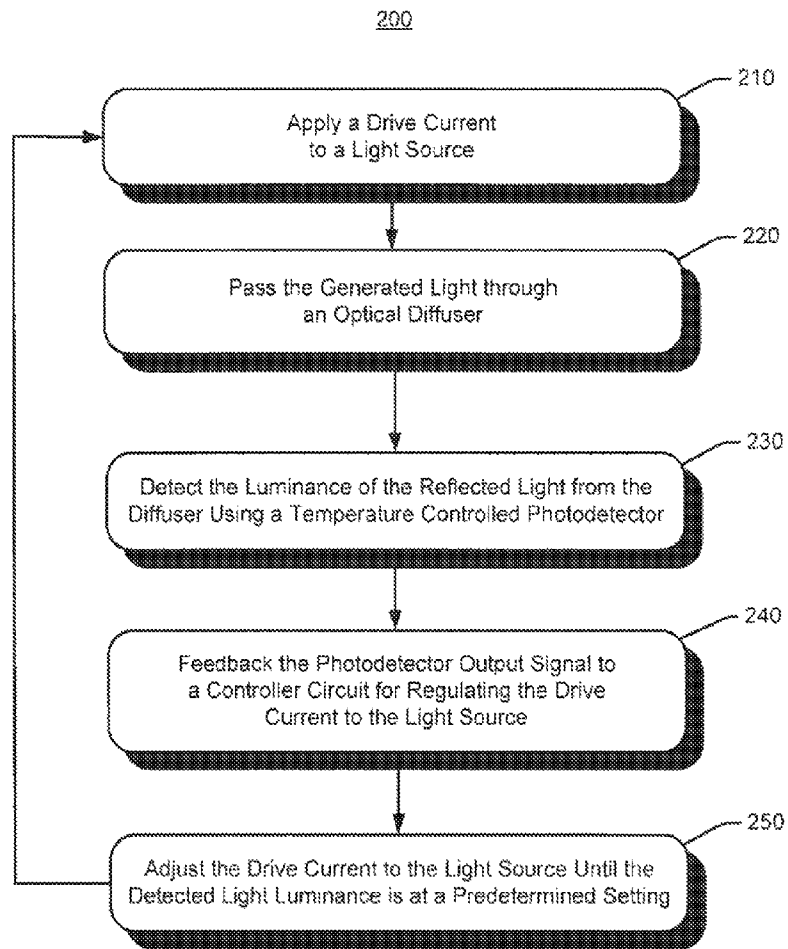 200
210
Apply a Drive Current
to a Light Source
220
Pass the Generated Light through
an Optical Diffuser
230
Detect the Luminance of the Reflected Light from the
Diffuser Using a Temperature Controlled Photodetector
240
Feedback the Photodetector Output Signal to
a Controller Circuit for Regulating the Drive
Current to the Light Source
250
Adjust the Drive Current to the Light Source Until the
Detected Light Luminance is at a Predetermined Setting